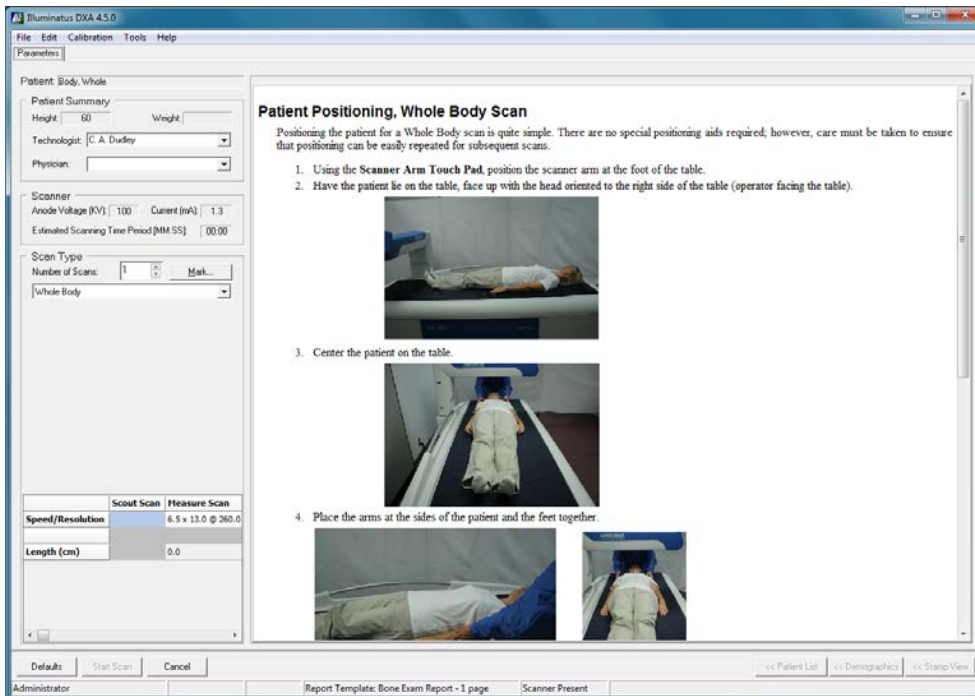 Illuminatus DXA 4.5.0
File Edit Calibration Tools Help
Parameters
Patient: Body, Whole
Patient Summary
Height: 60 Weight:
Technologist: C. A. Dudley
Physician:
Scanner
Anode Voltage (KV): 100 Current (mA): 1.3
Estimated Scanning Time Period [MM:SS]: 00:00
Scan Type
Number of Scans: 1 Mark...
Whole Body
Scout Scan Measure Scan
Speed/Resolution 6.5 x 13.0 @ 260.0
Length (cm) 0.0
Patient Positioning, Whole Body Scan
Positioning the patient for a Whole Body scan is quite simple. There are no special positioning aids required; however, care must be taken to ensure
that positioning can be easily repeated for subsequent scans.
1. Using the Scanner Arm Touch Pad, position the scanner arm at the foot of the table.
2. Have the patient lie on the table, face up with the head oriented to the right side of the table (operator facing the table).
3. Center the patient on the table.
4. Place the arms at the sides of the patient and the feet together.
Defaults Start Scan Cancel << Patient List << Demographics << Stamp View
Administrator Report Template: Bone Exam Report - 1 page Scanner Present